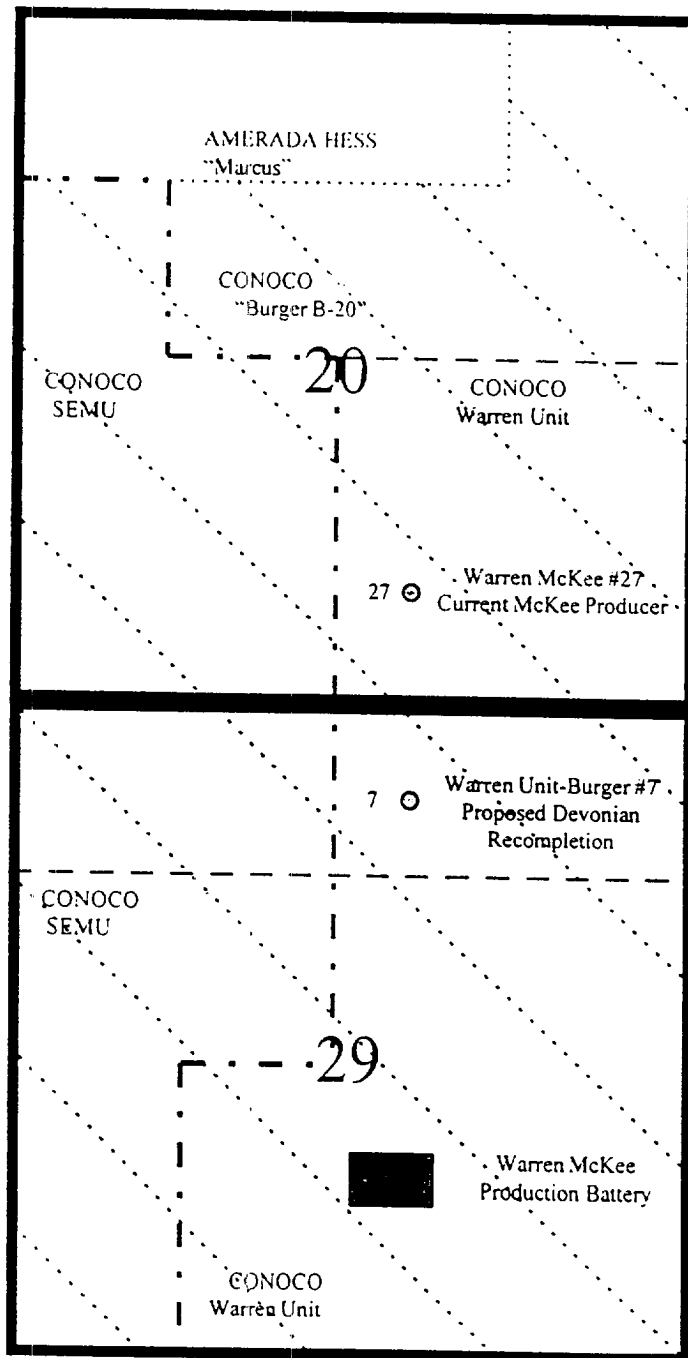 AMERADA HESS
"Marcus"
CONOCO
"Burger B-20"
20
CONOCO
SEMU
CONOCO
Warren Unit
27
Warren McKee #27
Current McKee Producer
7
Warren Unit-Burger #7
Proposed Devonian
Recompletion
CONOCO
SEMU
29
Warren McKee
Production Battery
CONOCO
Warren Unit